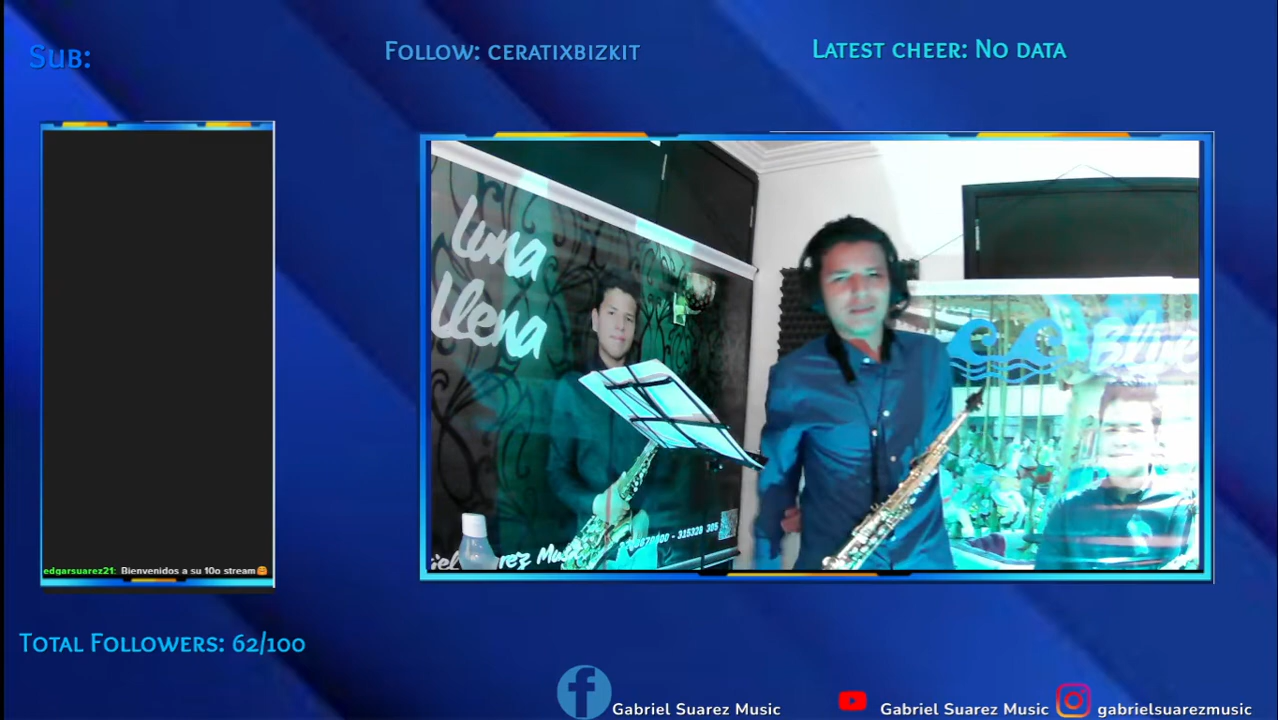 Sub:
Follow: ceratixbizkit
Latest cheer: No data
Luna
Llena
Blue
edgarsuarez21: Bienvenidos a su 10o stream
Total Followers: 62/100
Gabriel Suarez Music
Gabriel Suarez Music
gabrielsuarezmusic